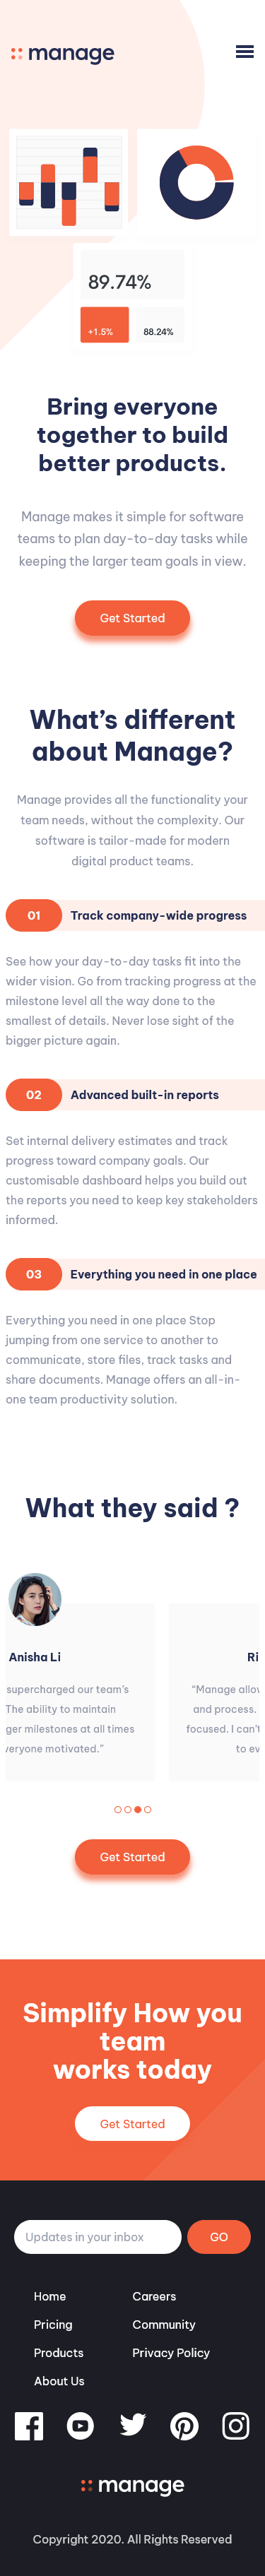 manage
89.74%
+1.5%
88.24%
Bring everyone
together to build
better products.
Manage makes it simple for software
teams to plan day-to-day tasks while
keeping the larger team goals in view.
Get Started
What’s different
about Manage?
Manage provides all the functionality your
team needs, without the complexity. Our
software is tailor-made for modern
digital product teams.
01 Track company-wide progress
See how your day-to-day tasks fit into the
wider vision. Go from tracking progress at the
milestone level all the way done to the
smallest of details. Never lose sight of the
bigger picture again.
02 Advanced built-in reports
Set internal delivery estimates and track
progress toward company goals. Our
customisable dashboard helps you build out
the reports you need to keep key stakeholders
informed.
03 Everything you need in one place
Everything you need in one place Stop
jumping from one service to another to
communicate, store files, track tasks and
share documents. Manage offers an all-in-
one team productivity solution.
What they said ?
Anisha Li
supercharged our team’s
The ability to maintain
ger milestones at all times
veryone motivated.”
Ri
“Manage allow
and process.
focused. I can’t
to ev
Get Started
Simplify How you
team
works today
Get Started
Updates in your inbox
GO
Home
Pricing
Products
About Us
Careers
Community
Privacy Policy
manage
Copyright 2020. All Rights Reserved